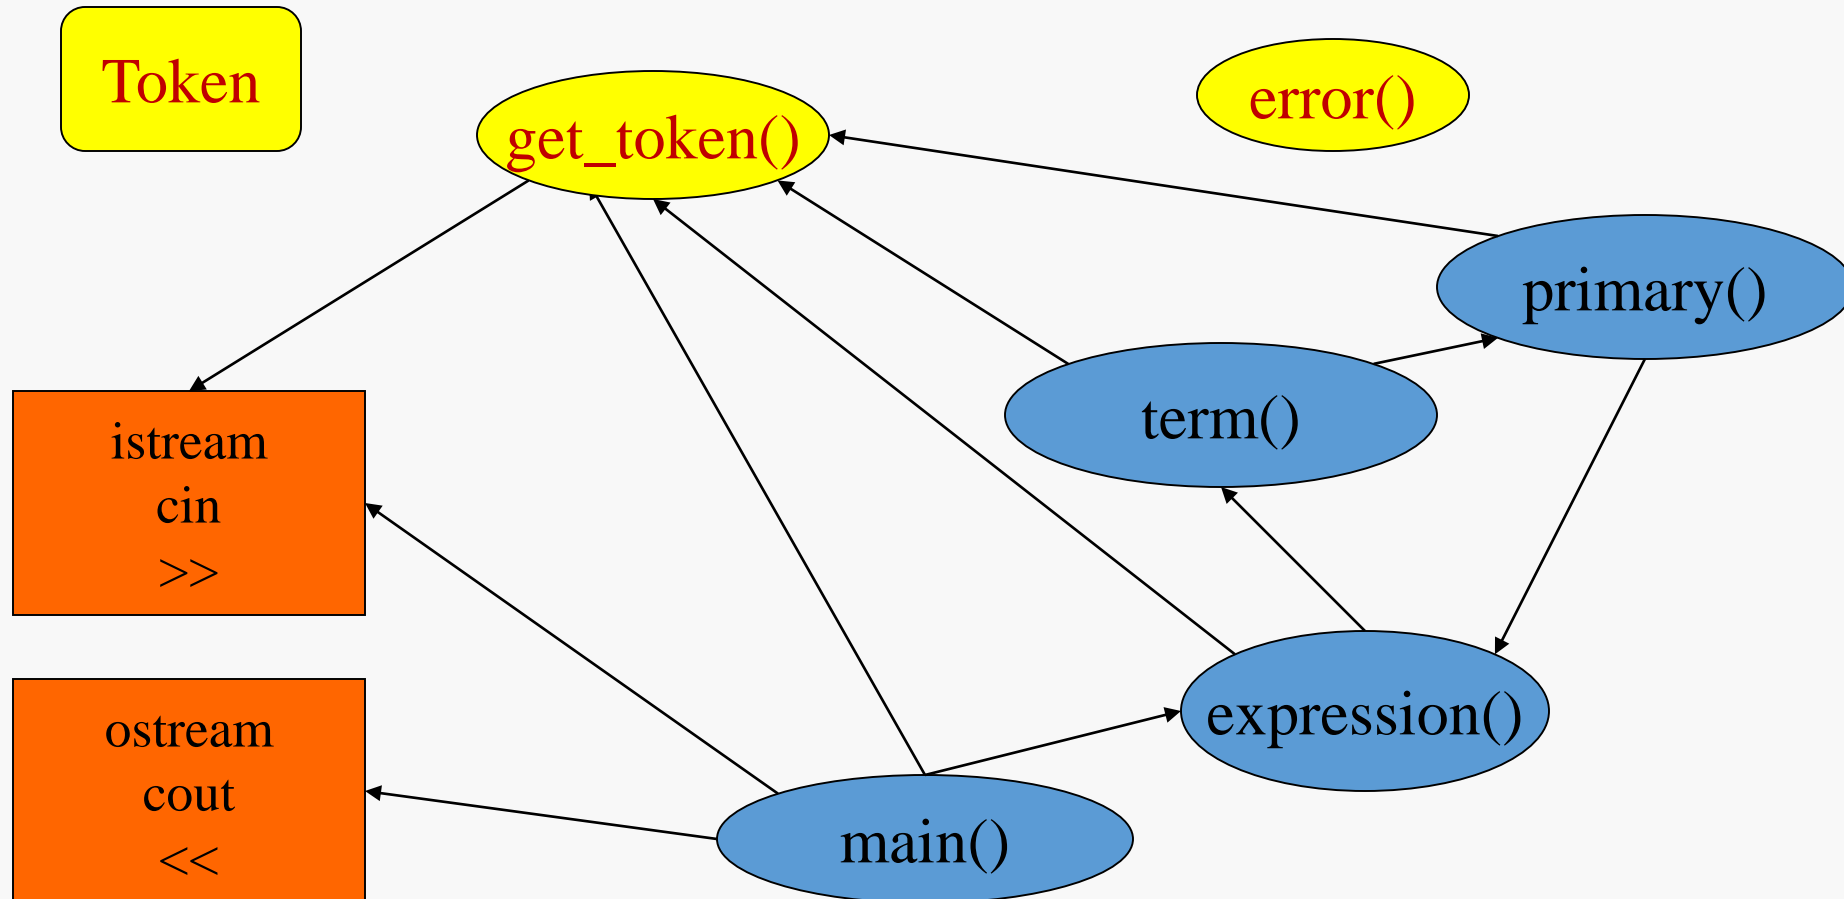 Token
get_token()
error()
primary()
term()
istream
cin
>>
expression()
ostream
cout
<<
main()